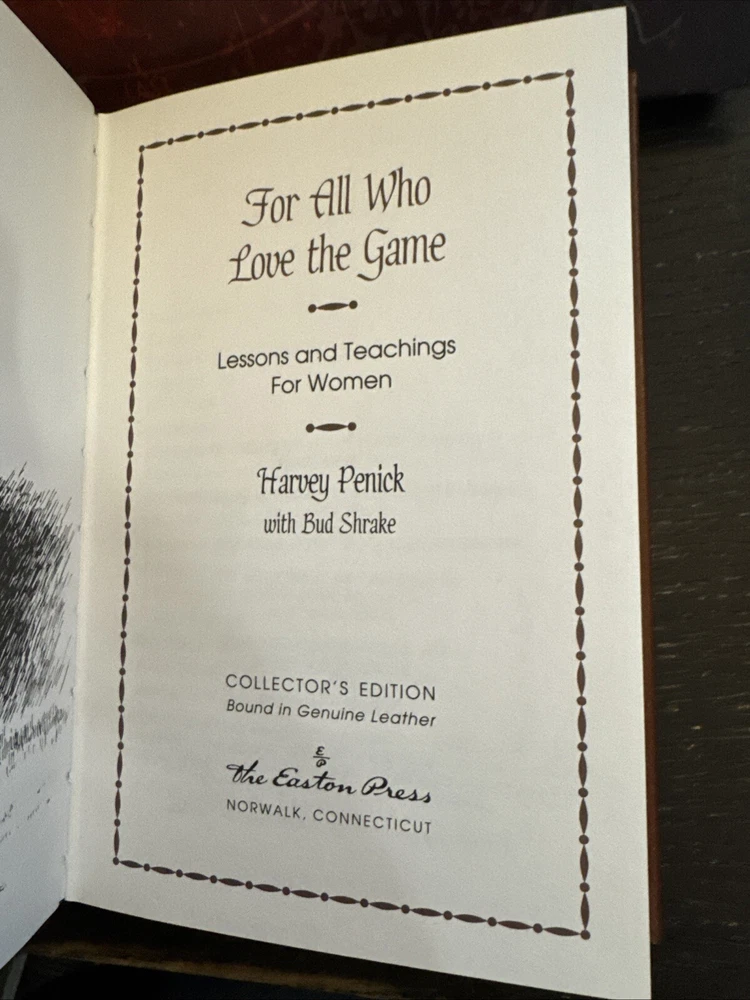 For All Who
Love the Game
Lessons and Teachings
For Women
Harvey Penick
with Bud Shrake
COLLECTOR'S EDITION
Bound in Genuine Leather
E/P
The Easton Press
NORWALK, CONNECTICUT